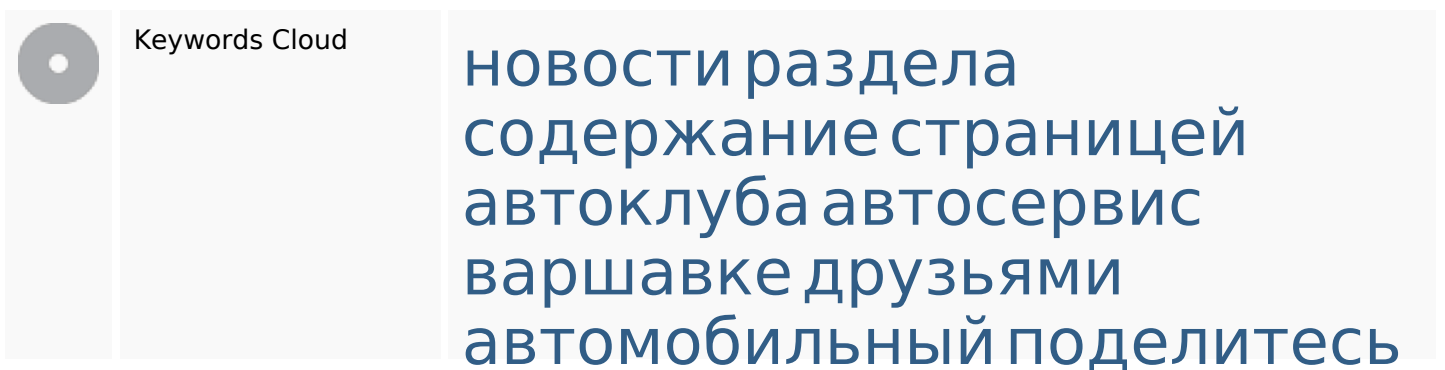 Keywords Cloud
новости раздела
содержание страницей
автоклуба автосервис
варшавке друзьями
автомобильный поделитесь